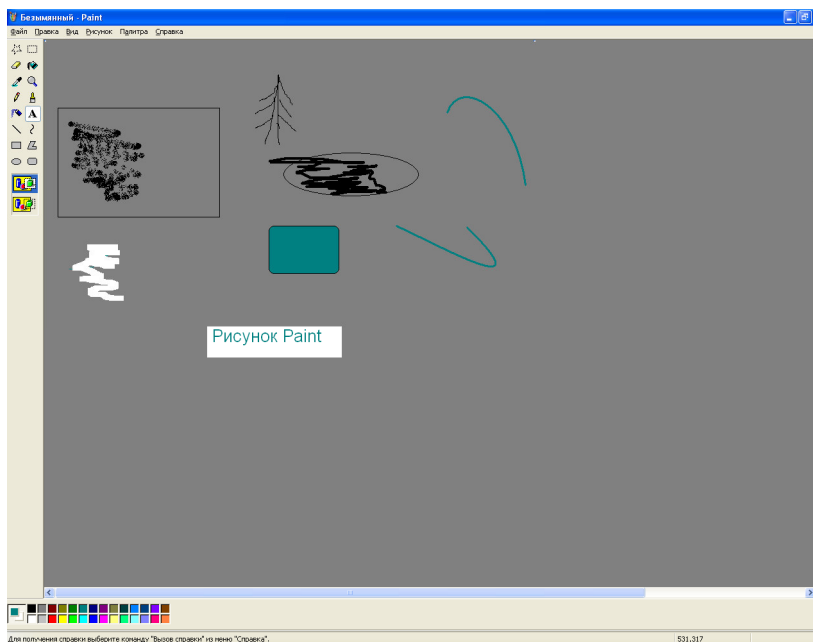 Безымянный - Paint
Файл Правка Вид Рисунок Палитра Справка
A
Рисунок Paint
Для получения справки выберите команду "Вызов справки" из меню "Справка".
531,317